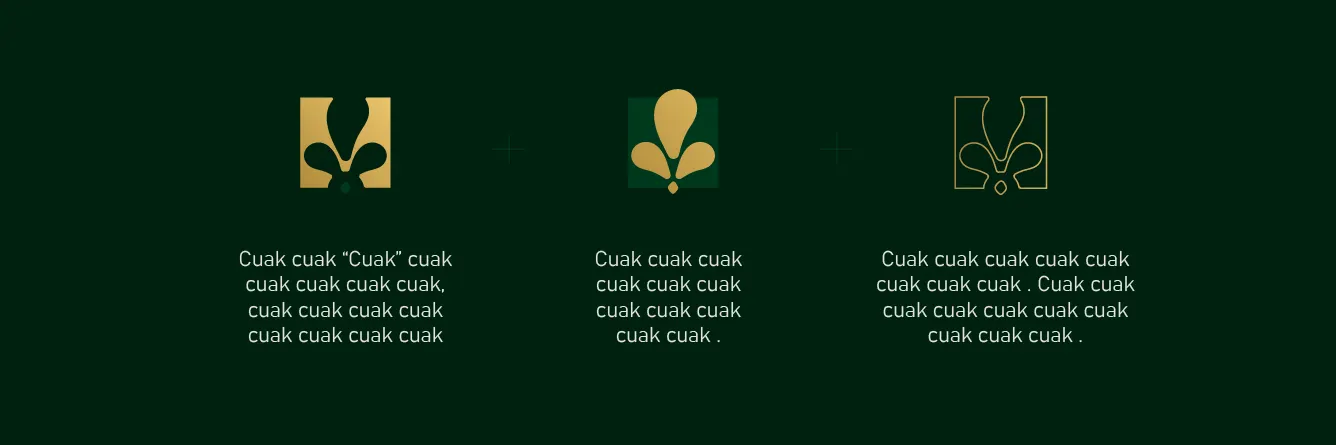 Cuak cuak “Cuak” cuak
cuak cuak cuak cuak,
cuak cuak cuak cuak
cuak cuak cuak cuak
Cuak cuak cuak
cuak cuak cuak
cuak cuak cuak
cuak cuak .
Cuak cuak cuak cuak cuak
cuak cuak cuak . Cuak cuak
cuak cuak cuak cuak cuak
cuak cuak cuak .